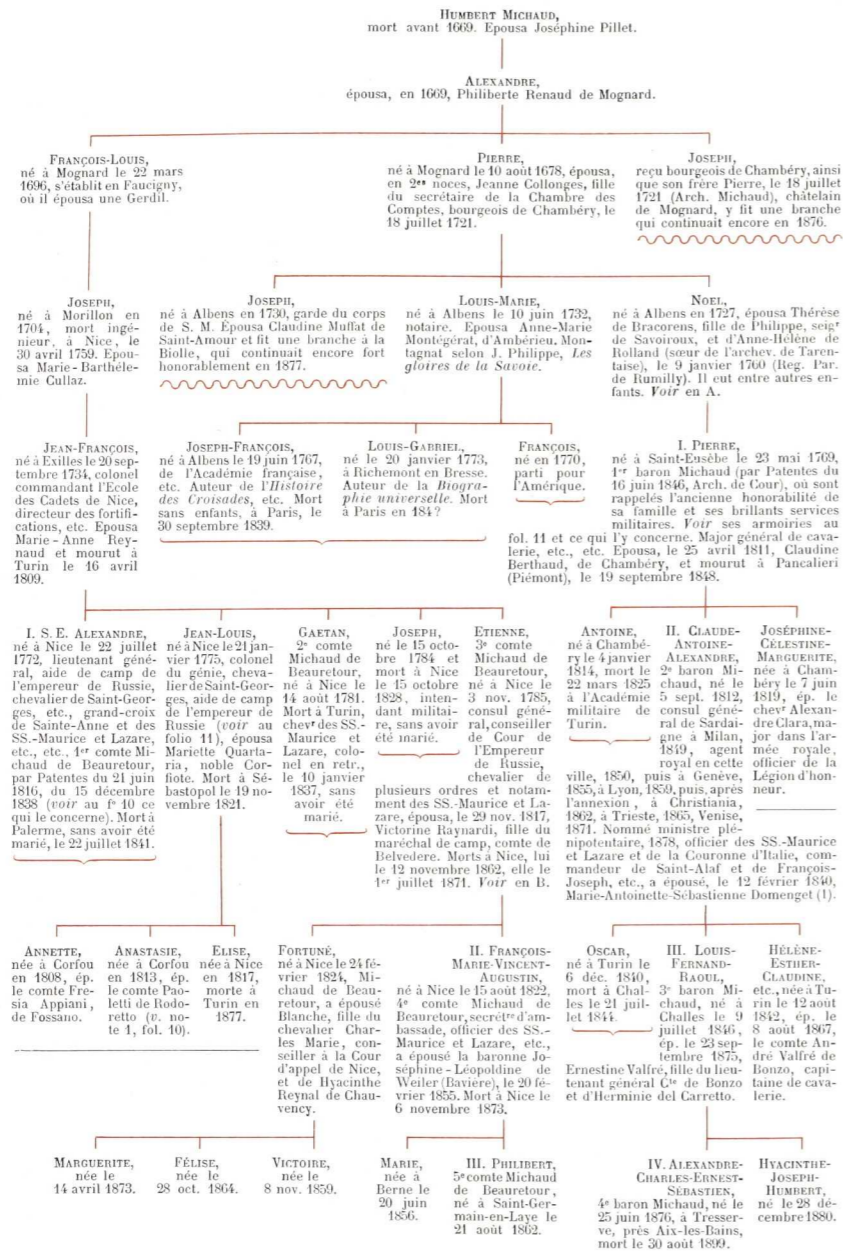 HUMBERT MICHAUD,
mort avant 1669. Epousa Joséphine Pillet.
ALEXANDRE,
épousa, en 1669, Philiberte Renaud de Mognard.
FRANÇOIS-LOUIS,
né à Mognard le 22 mars
1696, s'établit en Faucigny,
où il épousa une Gerdil.
PIERRE,
né à Mognard le 10 août 1678, épousa,
en 2es noces, Jeanne Collonges, fille
du secrétaire de la Chambre des
Comptes, bourgeois de Chambéry, le
18 juillet 1721.
JOSEPH,
reçu bourgeois de Chambéry, ainsi
que son frère Pierre, le 18 juillet
1721 (Arch. Michaud), châtelain
de Mognard, y fit une branche
qui continuait encore en 1876.
JOSEPH,
né à Morillon en
1704, mort ingé-
nieur, à Nice, le
30 avril 1759. Epou-
sa Marie-Barthéle-
mie Cullaz.
JOSEPH,
né à Albens en 1730, garde du corps
de S. M. Épousa Claudine Muffat de
Saint-Amour et fit une branche à la
Biolle, qui continuait encore fort
honorablement en 1877.
LOUIS-MARIE,
né à Albens le 10 juin 1732,
notaire. Epousa Anne-Marie
Montégérat, d'Ambérieu. Mon-
tagnat selon J. Philippe, Les
gloires de la Savoie.
NOEL,
né à Albens en 1727, épousa Thérèse
de Bracorens, fille de Philippe, seigr
de Savoiroux, et d'Anne-Hélène de
Rolland (sœur de l'archev. de Taren-
taise), le 9 janvier 1760 (Reg. Par.
de Rumilly). Il eut entre autres en-
fants. Voir en A.
JEAN-FRANÇOIS,
né à Exilles le 20 sep-
tembre 1734, colonel
commandant l'Ecole
des Cadets de Nice,
directeur des fortifi-
cations, etc. Epousa
Marie-Anne Rey-
naud et mourut à
Turin le 16 avril
1809.
JOSEPH-FRANÇOIS,
né à Albens le 19 juin 1767,
de l'Académie française,
etc. Auteur de l'Histoire
des Croisades, etc. Mort
sans enfants, à Paris, le
30 septembre 1839.
LOUIS-GABRIEL,
né le 20 janvier 1773,
à Richemont en Bresse.
Auteur de la Biogra-
phie universelle. Mort
à Paris en 184?
FRANÇOIS,
né en 1770,
parti pour
l'Amérique.
I. PIERRE,
né à Saint-Eusèbe le 23 mai 1769,
1er baron Michaud (par Patentes du
16 juin 1846, Arch. de Cour), où sont
rappelés l'ancienne honorabilité de
sa famille et ses brillants services
militaires. Voir ses armoiries au
fol. 11 et ce qui l'y concerne. Major général de cava-
lerie, etc., etc. Epousa, le 25 avril 1811, Claudine
Berthaud, de Chambéry, et mourut à Pancalieri
(Piémont), le 19 septembre 1848.
I. S. E. ALEXANDRE,
né à Nice le 22 juillet
1772, lieutenant géné-
ral, aide de camp de
l'empereur de Russie,
chevalier de Saint-Geor-
ges, etc., grand-croix
de Sainte-Anne et des
SS.-Maurice et Lazare,
etc., etc., 1er comte Mi-
chaud de Beauretour,
par Patentes du 21 juin
1816, du 15 décembre
1838 (voir au fo 10 ce
qui le concerne). Mort à
Palerme, sans avoir été
marié, le 22 juillet 1841.
JEAN-LOUIS,
né à Nice le 21 jan-
vier 1775, colonel
du génie, cheva-
lier de Saint-Geor-
ges, aide de camp
de l'empereur de
Russie (voir au
folio 11), épousa
Mariette Quarta-
ria, noble Cor-
fiote. Mort à Sé-
bastopol le 19 no-
vembre 1821.
GAETAN,
2e comte
Michaud de
Beauretour,
né à Nice le
14 août 1781.
Mort à Turin,
chevr des SS.-
Maurice et
Lazare, colo-
nel en retr.,
le 10 janvier
1837, sans
avoir été
marié.
JOSEPH,
né le 15 octo-
bre 1784 et
mort à Nice
le 15 octobre
1828, inten-
dant militai-
re, sans avoir
été marié.
ETIENNE,
3e comte
Michaud de
Beauretour,
né à Nice le
3 nov. 1785,
consul géné-
ral, conseiller
de Cour de
l'Empereur
de Russie,
chevalier de
plusieurs ordres et notam-
ment des SS.-Maurice et La-
zare, épousa, le 29 nov. 1817,
Victorine Raynardi, fille du
maréchal de camp, comte de
Belvedere. Morts à Nice, lui
le 12 novembre 1862, elle le
1er juillet 1871. Voir en B.
ANTOINE,
né à Chambé-
ry le 4 janvier
1814, mort le
22 mars 1825
à l'Académie
militaire de
Turin.
II. CLAUDE-
ANTOINE-
ALEXANDRE,
2e baron Mi-
chaud, né le
5 sept. 1812,
consul géné-
ral de Sardai-
gne à Milan,
1849, agent
royal en cette
ville, 1850, puis à Genève,
1855, à Lyon, 1859, puis, après
l'annexion, à Christiania,
1862, à Trieste, 1865, Venise,
1871. Nommé ministre plé-
nipotentaire, 1878, officier des SS.-Maurice
et Lazare et de la Couronne d'Italie, com-
mandeur de Saint-Alaf et de François-
Joseph, etc., a épousé, le 12 février 1840,
Marie-Antoinette-Sébastienne Domenget (1).
JOSÉPHINE-
CÉLESTINE-
MARGUERITE,
née à Cham-
béry le 7 juin
1819, ép. le
chevr Alexan-
dre Clara, ma-
jor dans l'ar-
mée royale,
officier de la
Légion d'hon-
neur.
ANNETTE,
née à Corfou
en 1808, ép.
le comte Fre-
sia Appiani,
de Fossano.
ANASTASIE,
née à Corfou
en 1813, ép.
le comte Pao-
letti de Rodo-
retto (v. no-
te 1, fol. 10).
ELISE,
née à Nice
en 1817,
morte à
Turin en
1877.
FORTUNÉ,
né à Nice le 24 fé-
vrier 1824, Mi-
chaud de Beau-
retour, a épousé
Blanche, fille du
chevalier Char-
les Marie, con-
seiller à la Cour
d'appel de Nice,
et de Hyacinthe
Reynal de Chau-
vency.
II. FRANÇOIS-
MARIE-VINCENT-
AUGUSTIN,
né à Nice le 15 août 1822,
4e comte Michaud de
Beauretour, secrétre d'am-
bassade, officier des SS.-
Maurice et Lazare, etc.,
a épousé la baronne Jo-
séphine-Léopoldine de
Weiler (Bavière), le 20 fé-
vrier 1855. Mort à Nice le
6 novembre 1873.
OSCAR,
né à Turin le
6 déc. 1840,
mort à Chal-
les le 21 juil-
let 1844.
III. LOUIS-
FERNAND-
RAOUL,
3e baron Mi-
chaud, né à
Challes le 9
juillet 1846,
ép. le 23 sep-
tembre 1875,
Ernestine Valfré, fille du lieu-
tenant général Cte de Bonzo
et d'Herminie del Carretto.
HÉLÈNE-
ESTHER-
CLAUDINE,
etc., née à Tu-
rin le 12 août
1842, ép. le
8 août 1867,
le comte An-
dré Valfré de
Bonzo, capi-
taine de cava-
lerie.
MARGUERITE,
née le
14 avril 1873.
FÉLISE,
née le
28 oct. 1864.
VICTOIRE,
née le
8 nov. 1859.
MARIE,
née à
Berne le
20 juin
1856.
III. PHILIBERT,
5e comte Michaud
de Beauretour,
né à Saint-Ger-
main-en-Laye le
21 août 1862.
IV. ALEXANDRE-
CHARLES-ERNEST-
SÉBASTIEN,
4e baron Michaud, né le
25 juin 1876, à Tresser-
ve, près Aix-les-Bains,
mort le 30 août 1899.
HYACINTHE-
JOSEPH-
HUMBERT,
né le 28 dé-
cembre 1880.